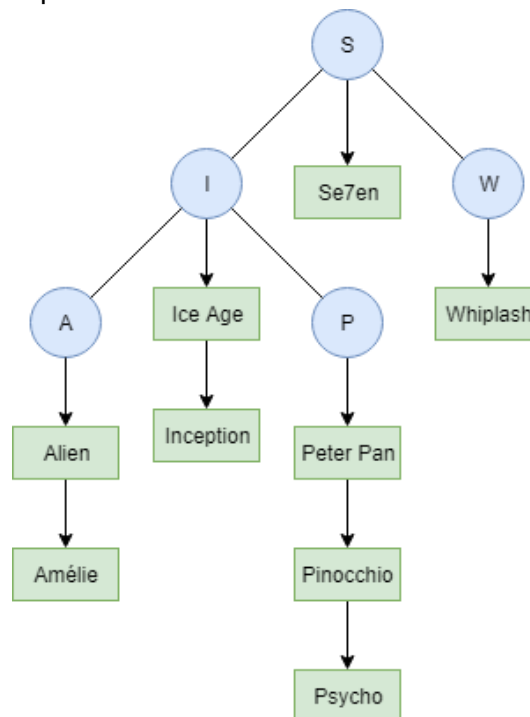 S
I
Se7en
W
A
Ice Age
P
Whiplash
Alien
Inception
Peter Pan
Amélie
Pinocchio
Psycho